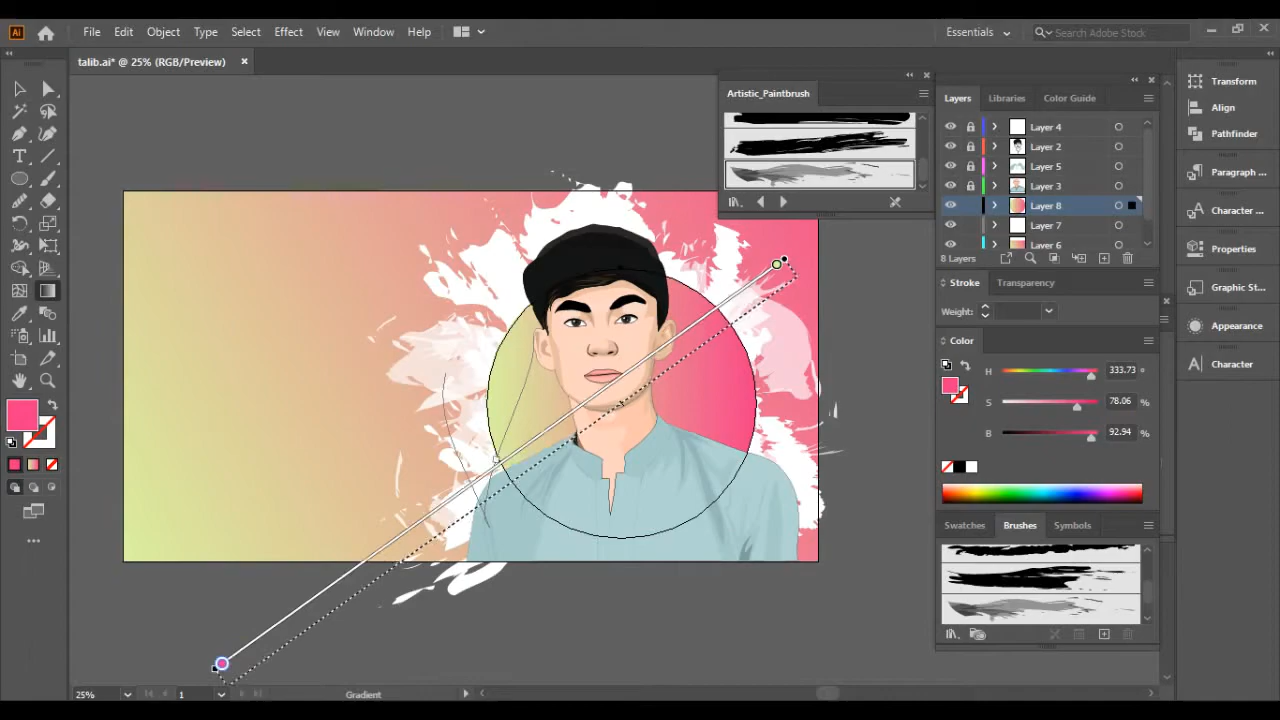 Ai File Edit Object Type Select Effect View Window Help Essentials Search Adobe Stock
talib.ai* @ 25% (RGB/Preview)
Artistic_Paintbrush
Layers Libraries Color Guide
Layer 4
Layer 2
Layer 5
Layer 3
Layer 8
Layer 7
Layer 6
8 Layers
Stroke Transparency
Weight:
Color
H 333.73 °
S 78.06 %
B 92.94 %
Swatches Brushes Symbols
Transform
Align
Pathfinder
Paragraph ...
Character ...
Properties
Graphic St...
Appearance
Character
25% 1 Gradient